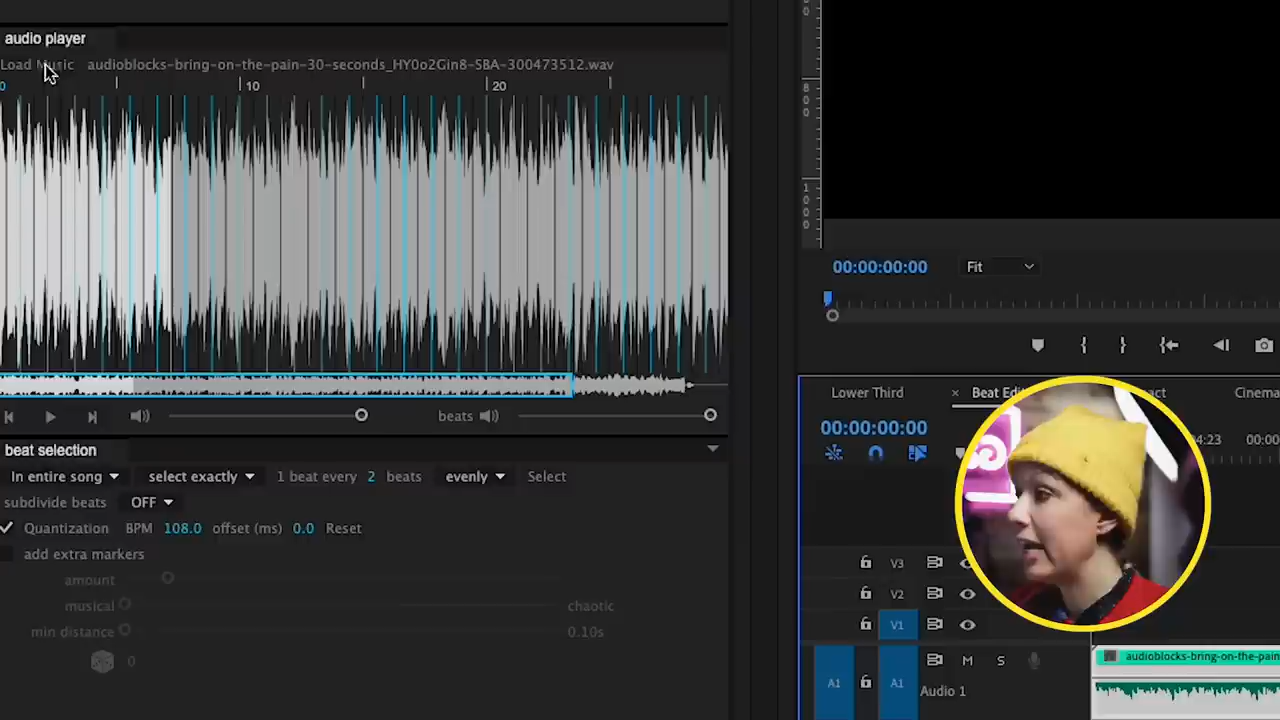 audio player
Load Music audioblocks-bring-on-the-pain-30-seconds_HY0o2Gin8-SBA-300473512.wav
0 10 20
beats
beat selection
In entire song select exactly 1 beat every 2 beats evenly Select
subdivide beats OFF
Quantization BPM 108.0 offset (ms) 0.0 Reset
add extra markers
amount
musical chaotic
min distance 0.10s
0
800
1000
00:00:00:00 Fit
Lower Third × Beat Edi act Cinema
00:00:00:00 4:23 00:00
V3
V2
V1
A1 A1 M S
Audio 1
audioblocks-bring-on-the-pain